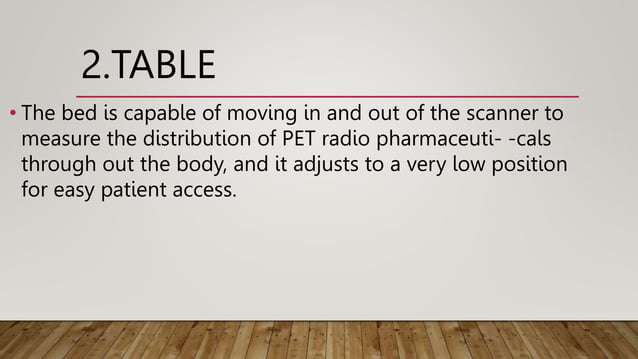 2.TABLE
• The bed is capable of moving in and out of the scanner to
measure the distribution of PET radio pharmaceuti- -cals
through out the body, and it adjusts to a very low position
for easy patient access.